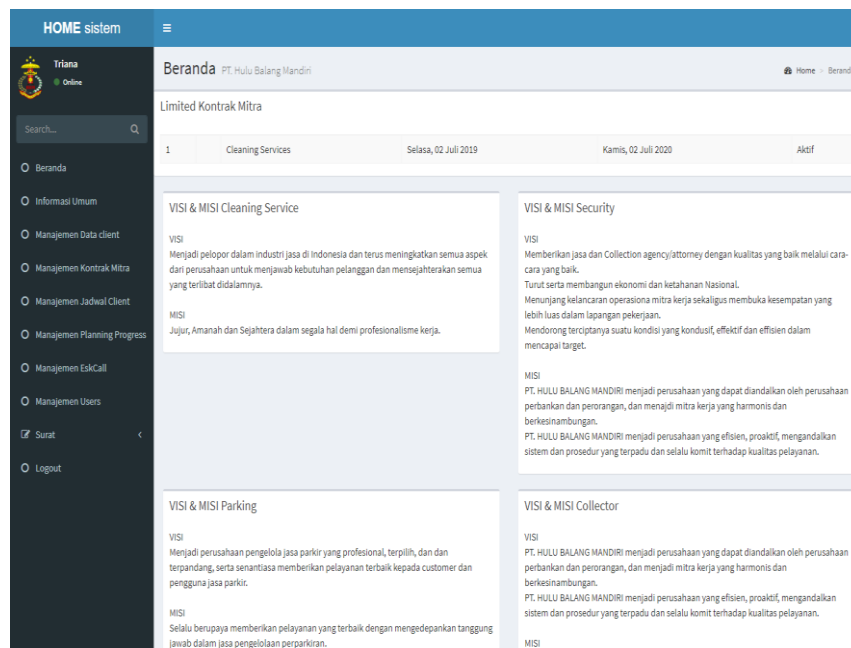 HOME sistem
Triana
Online
Search...
Beranda
Informasi Umum
Manajemen Data client
Manajemen Kontrak Mitra
Manajemen Jadwal Client
Manajemen Planning Progress
Manajemen EskCall
Manajemen Users
Surat
Logout
Beranda PT. Hulu Balang Mandiri
Home > Berand
Limited Kontrak Mitra
1 Cleaning Services Selasa, 02 Juli 2019 Kamis, 02 Juli 2020 Aktif
VISI & MISI Cleaning Service
VISI
Menjadi pelopor dalam industri jasa di Indonesia dan terus meningkatkan semua aspek
dari perusahaan untuk menjawab kebutuhan pelanggan dan mensejahterakan semua
yang terlibat didalamnya.
MISI
Jujur, Amanah dan Sejahtera dalam segala hal demi profesionalisme kerja.
VISI & MISI Security
VISI
Memberikan jasa dan Collection agency/attorney dengan kualitas yang baik melalui cara-
cara yang baik.
Turut serta membangun ekonomi dan ketahanan Nasional.
Menunjang kelancaran operasiona mitra kerja sekaligus membuka kesempatan yang
lebih luas dalam lapangan pekerjaan.
Mendorong terciptanya suatu kondisi yang kondusif, effektif dan effisien dalam
mencapai target.
MISI
PT. HULU BALANG MANDIRI menjadi perusahaan yang dapat diandalkan oleh perusahaan
perbankan dan perorangan, dan menajdi mitra kerja yang harmonis dan
berkesinambungan.
PT. HULU BALANG MANDIRI menjadi perusahaan yang efisien, proaktif, mengandalkan
sistem dan prosedur yang terpadu dan selalu komit terhadap kualitas pelayanan.
VISI & MISI Parking
VISI
Menjadi perusahaan pengelola jasa parkir yang profesional, terpilih, dan dan
terpandang, serta senantiasa memberikan pelayanan terbaik kepada customer dan
pengguna jasa parkir.
MISI
Selalu berupaya memberikan pelayanan yang terbaik dengan mengedepankan tanggung
jawab dalam jasa pengelolaan perparkiran.
VISI & MISI Collector
VISI
PT. HULU BALANG MANDIRI menjadi perusahaan yang dapat diandalkan oleh perusahaan
perbankan dan perorangan, dan menjadi mitra kerja yang harmonis dan
berkesinambungan.
PT. HULU BALANG MANDIRI menjadi perusahaan yang efisien, proaktif, mengandalkan
sistem dan prosedur yang terpadu dan selalu komit terhadap kualitas pelayanan.
MISI